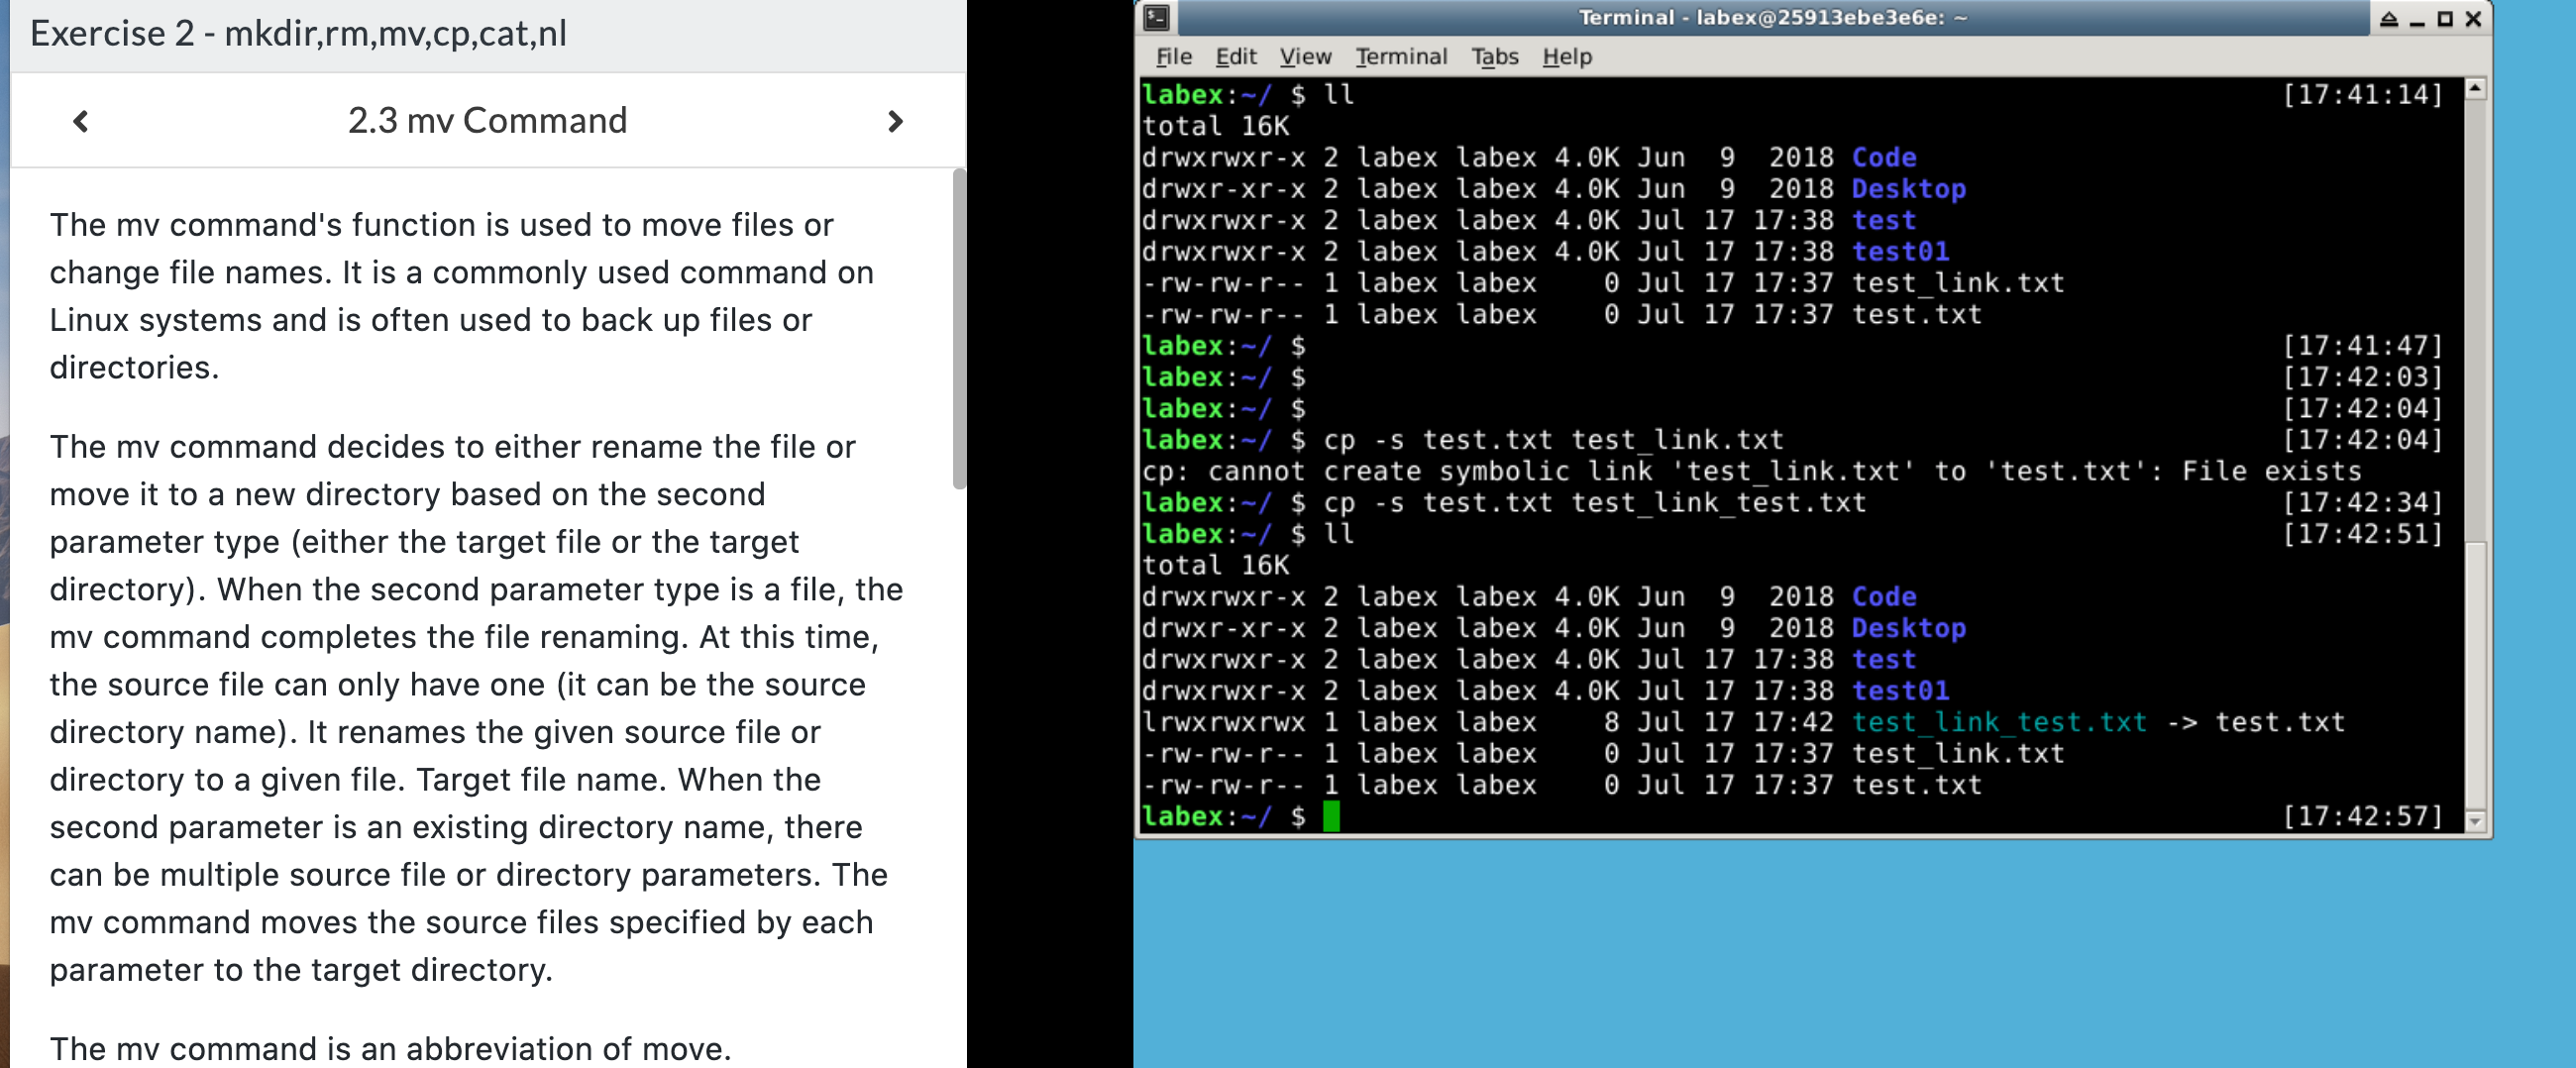 Exercise 2 - mkdir,rm,mv,cp,cat,nl
2.3 mv Command
The mv command's function is used to move files or
change file names. It is a commonly used command on
Linux systems and is often used to back up files or
directories.
The mv command decides to either rename the file or
move it to a new directory based on the second
parameter type (either the target file or the target
directory). When the second parameter type is a file, the
mv command completes the file renaming. At this time,
the source file can only have one (it can be the source
directory name). It renames the given source file or
directory to a given file. Target file name. When the
second parameter is an existing directory name, there
can be multiple source file or directory parameters. The
mv command moves the source files specified by each
parameter to the target directory.
The mv command is an abbreviation of move.
Terminal - labex@25913ebe3e6e: ~
File Edit View Terminal Tabs Help
labex:~/ $ ll [17:41:14]
total 16K
drwxrwxr-x 2 labex labex 4.0K Jun  9  2018 Code
drwxr-xr-x 2 labex labex 4.0K Jun  9  2018 Desktop
drwxrwxr-x 2 labex labex 4.0K Jul 17 17:38 test
drwxrwxr-x 2 labex labex 4.0K Jul 17 17:38 test01
-rw-rw-r-- 1 labex labex    0 Jul 17 17:37 test_link.txt
-rw-rw-r-- 1 labex labex    0 Jul 17 17:37 test.txt
labex:~/ $ [17:41:47]
labex:~/ $ [17:42:03]
labex:~/ $ [17:42:04]
labex:~/ $ cp -s test.txt test_link.txt [17:42:04]
cp: cannot create symbolic link 'test_link.txt' to 'test.txt': File exists
labex:~/ $ cp -s test.txt test_link_test.txt [17:42:34]
labex:~/ $ ll [17:42:51]
total 16K
drwxrwxr-x 2 labex labex 4.0K Jun  9  2018 Code
drwxr-xr-x 2 labex labex 4.0K Jun  9  2018 Desktop
drwxrwxr-x 2 labex labex 4.0K Jul 17 17:38 test
drwxrwxr-x 2 labex labex 4.0K Jul 17 17:38 test01
lrwxrwxrwx 1 labex labex    8 Jul 17 17:42 test_link_test.txt -> test.txt
-rw-rw-r-- 1 labex labex    0 Jul 17 17:37 test_link.txt
-rw-rw-r-- 1 labex labex    0 Jul 17 17:37 test.txt
labex:~/ $ [17:42:57]